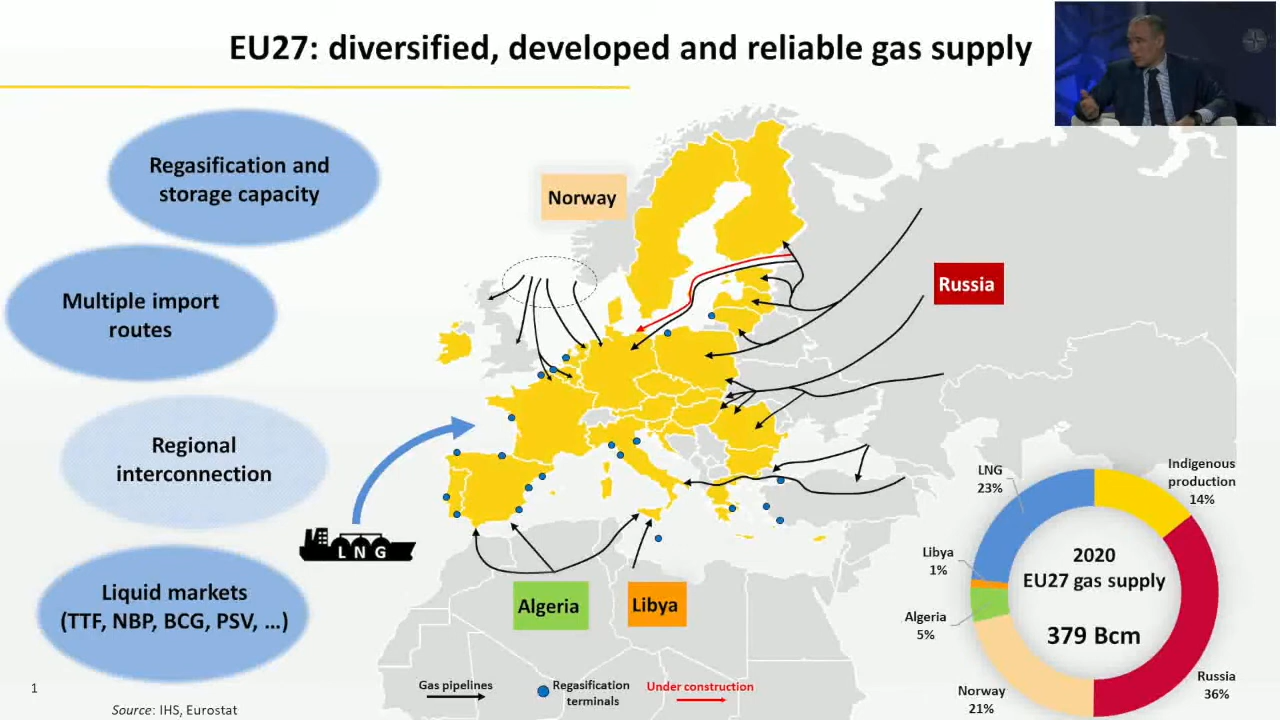 EU27: diversified, developed and reliable gas supply
Regasification and
storage capacity
Multiple import
routes
Regional
interconnection
Liquid markets
(TTF, NBP, BCG, PSV, ...)
Norway
Russia
LNG
Algeria
Libya
LNG
23%
Indigenous
production
14%
Libya
1%
Algeria
5%
Norway
21%
Russia
36%
2020
EU27 gas supply
379 Bcm
Gas pipelines
Regasification
terminals
Under construction
1
Source: IHS, Eurostat